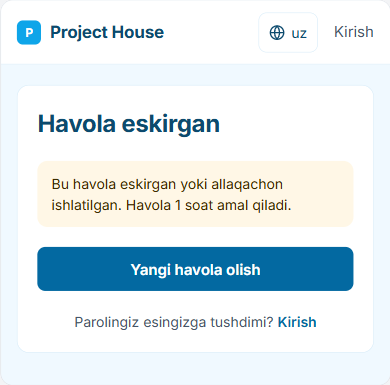 P Project House
uz
Kirish
Havola eskirgan
Bu havola eskirgan yoki allaqachon
ishlatilgan. Havola 1 soat amal qiladi.
Yangi havola olish
Parolingiz esingizga tushdimi? Kirish